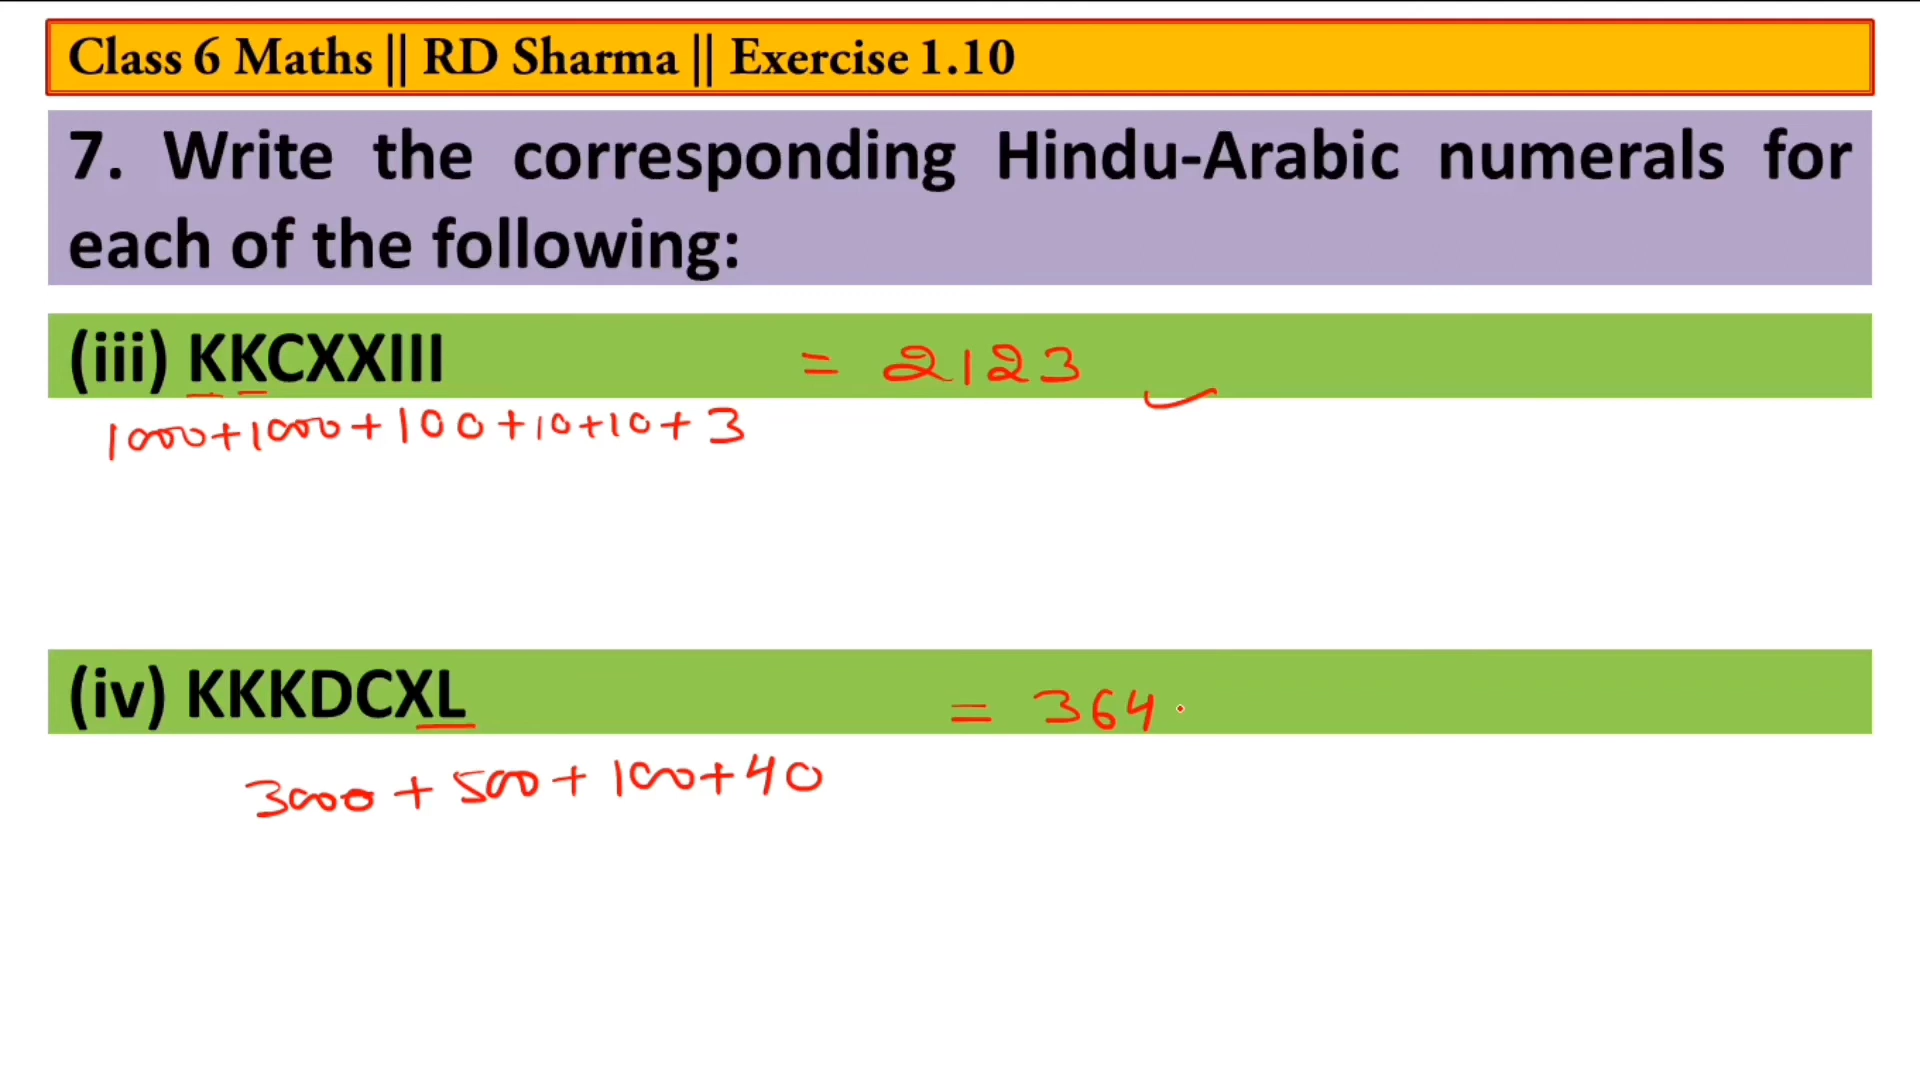 Class 6 Maths || RD Sharma || Exercise 1.10
7. Write the corresponding Hindu-Arabic numerals for
each of the following:
(iii) KKCXXIII = 2123
1000+1000+100+10+10+3
(iv) KKKDCXL = 364
3000+500+100+40